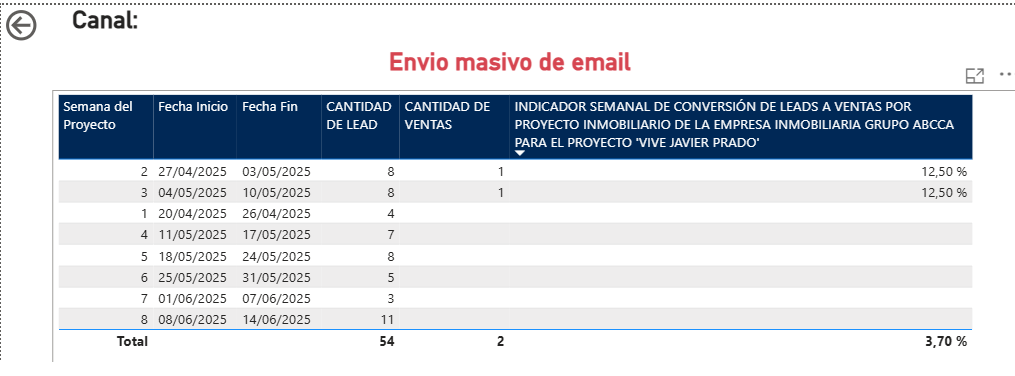 Canal:
Envio masivo de email
Semana del Proyecto Fecha Inicio Fecha Fin CANTIDAD DE LEAD CANTIDAD DE VENTAS INDICADOR SEMANAL DE CONVERSIÓN DE LEADS A VENTAS POR PROYECTO INMOBILIARIO DE LA EMPRESA INMOBILIARIA GRUPO ABCCA PARA EL PROYECTO 'VIVE JAVIER PRADO'
2 27/04/2025 03/05/2025 8 1 12,50 %
3 04/05/2025 10/05/2025 8 1 12,50 %
1 20/04/2025 26/04/2025 4
4 11/05/2025 17/05/2025 7
5 18/05/2025 24/05/2025 8
6 25/05/2025 31/05/2025 5
7 01/06/2025 07/06/2025 3
8 08/06/2025 14/06/2025 11
Total 54 2 3,70 %